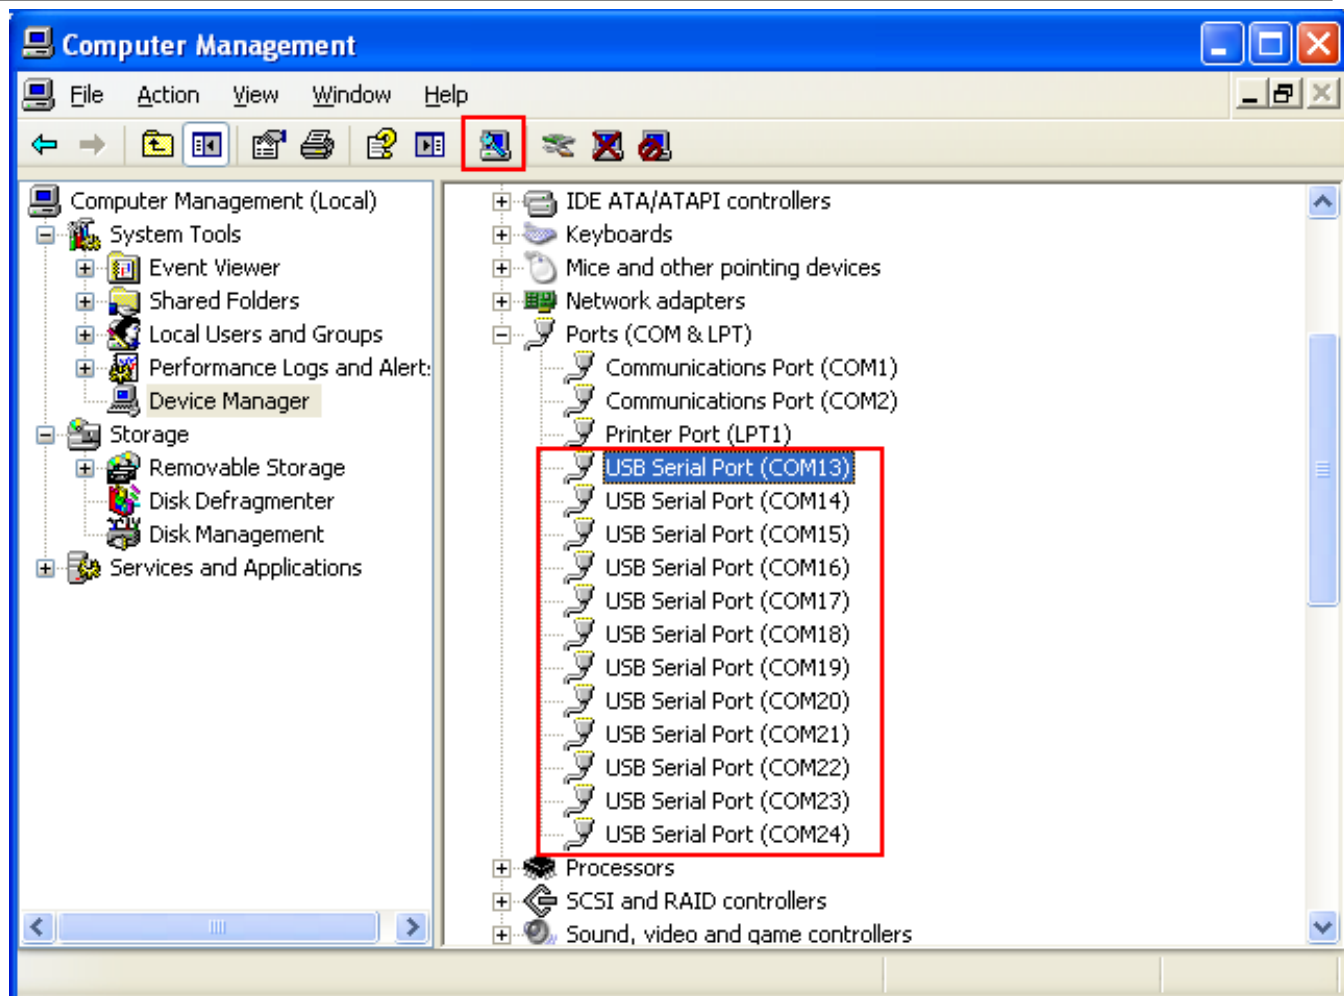 Computer Management
File Action View Window Help
Computer Management (Local)
System Tools
Event Viewer
Shared Folders
Local Users and Groups
Performance Logs and Alert:
Device Manager
Storage
Removable Storage
Disk Defragmenter
Disk Management
Services and Applications
IDE ATA/ATAPI controllers
Keyboards
Mice and other pointing devices
Network adapters
Ports (COM & LPT)
Communications Port (COM1)
Communications Port (COM2)
Printer Port (LPT1)
USB Serial Port (COM13)
USB Serial Port (COM14)
USB Serial Port (COM15)
USB Serial Port (COM16)
USB Serial Port (COM17)
USB Serial Port (COM18)
USB Serial Port (COM19)
USB Serial Port (COM20)
USB Serial Port (COM21)
USB Serial Port (COM22)
USB Serial Port (COM23)
USB Serial Port (COM24)
Processors
SCSI and RAID controllers
Sound, video and game controllers